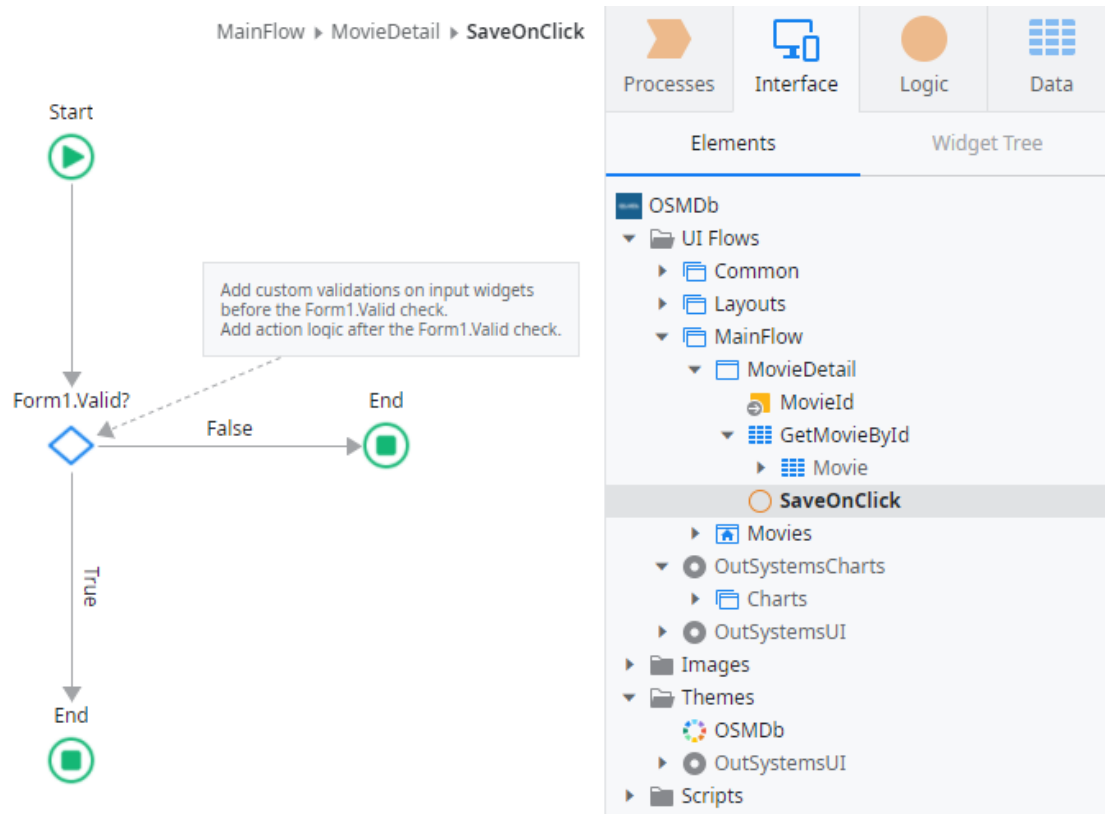 MainFlow ▸ MovieDetail ▸ SaveOnClick
Start
Add custom validations on input widgets
before the Form1.Valid check.
Add action logic after the Form1.Valid check.
Form1.Valid?
False
End
True
End
Processes
Interface
Logic
Data
Elements
Widget Tree
OSMDb
UI Flows
Common
Layouts
MainFlow
MovieDetail
MovieId
GetMovieById
Movie
SaveOnClick
Movies
OutSystemsCharts
Charts
OutSystemsUI
Images
Themes
OSMDb
OutSystemsUI
Scripts